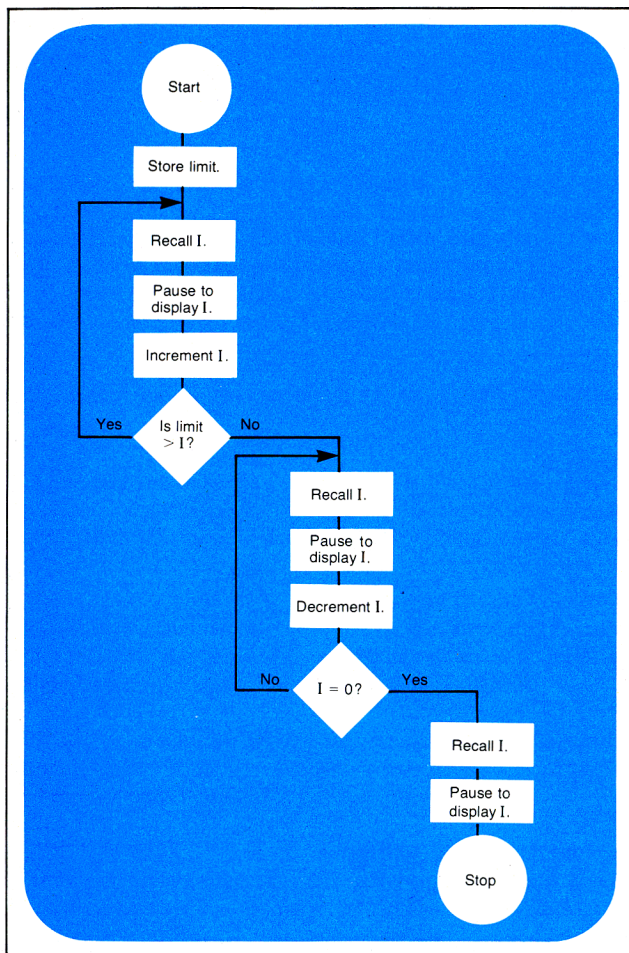 Start
Store limit.
Recall I.
Pause to
display I.
Increment I.
Yes
Is limit
> I?
No
Recall I.
Pause to
display I.
Decrement I.
No
I = 0?
Yes
Recall I.
Pause to
display I.
Stop